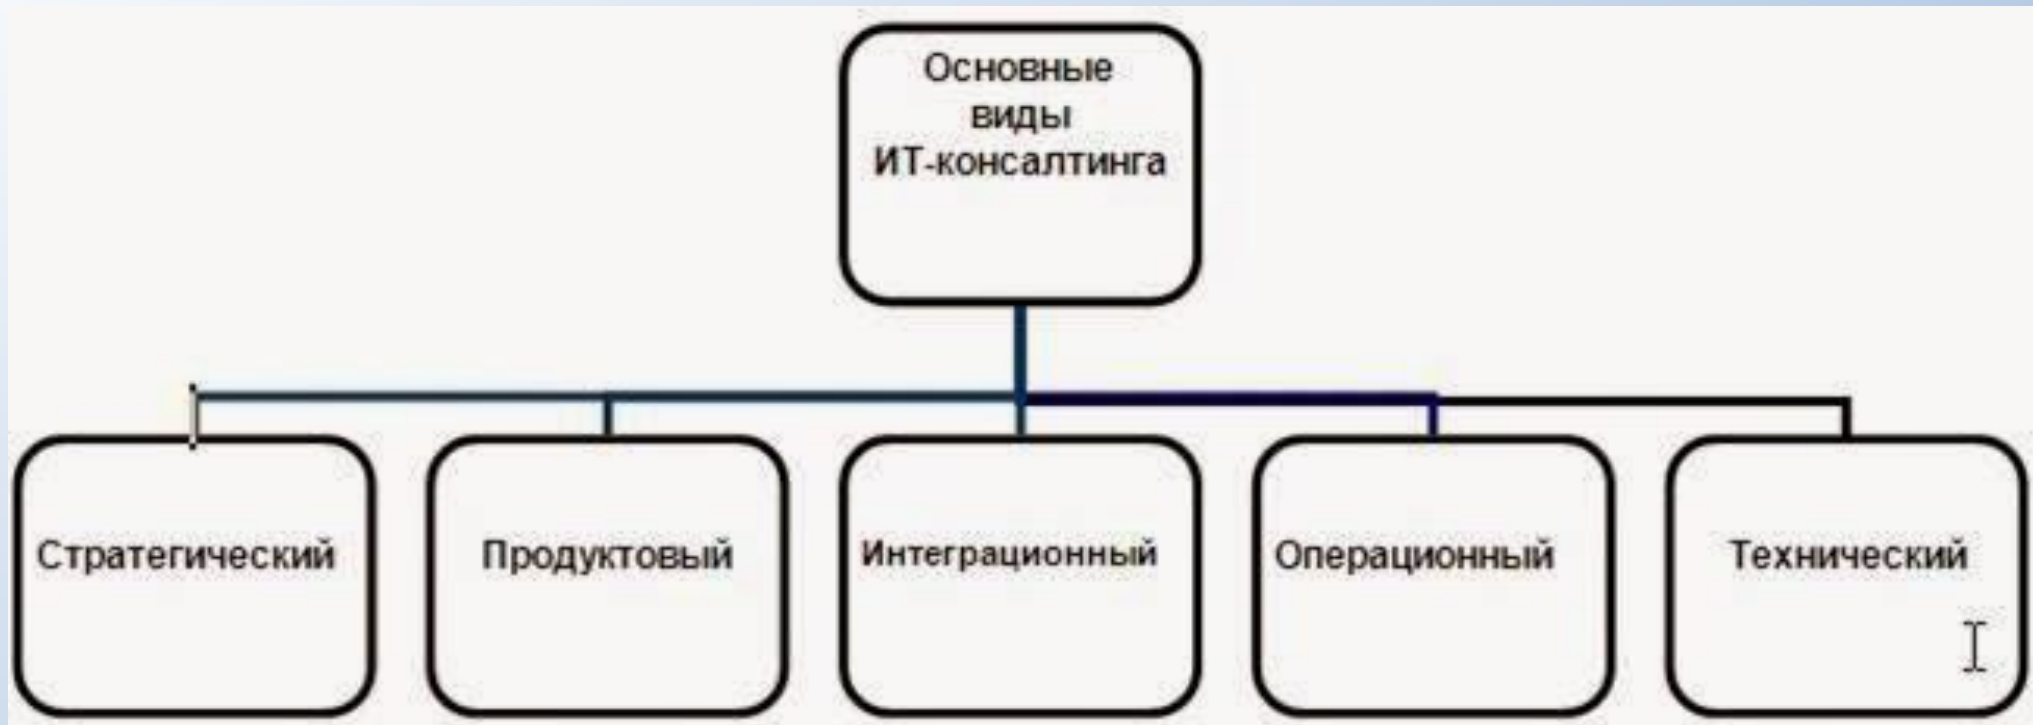 Основные
виды
ИТ-консалтинга
Стратегический
Продуктовый
Интеграционный
Операционный
Технический